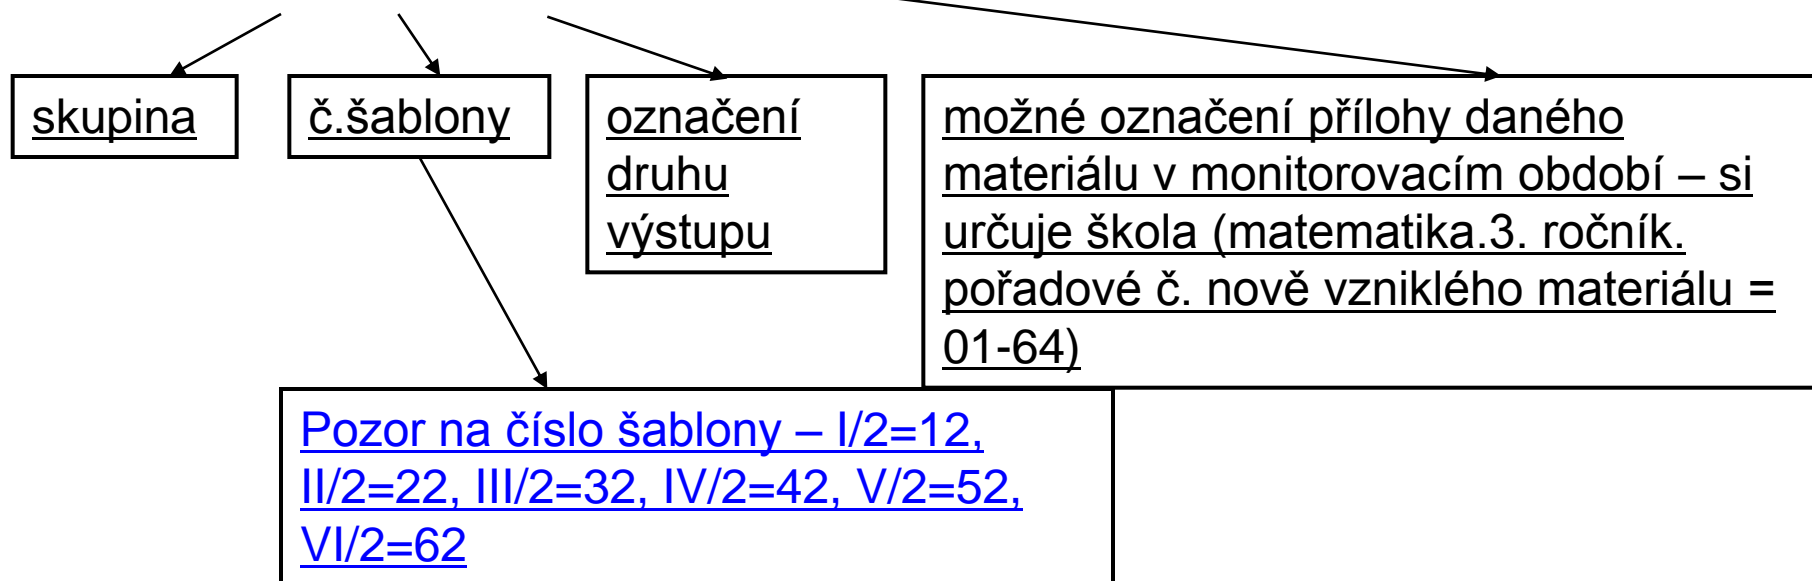 skupina
č.šablony
označení
druhu
výstupu
možné označení přílohy daného
materiálu v monitorovacím období – si
určuje škola (matematika.3. ročník.
pořadové č. nově vzniklého materiálu =
01-64)
Pozor na číslo šablony – I/2=12,
II/2=22, III/2=32, IV/2=42, V/2=52,
VI/2=62